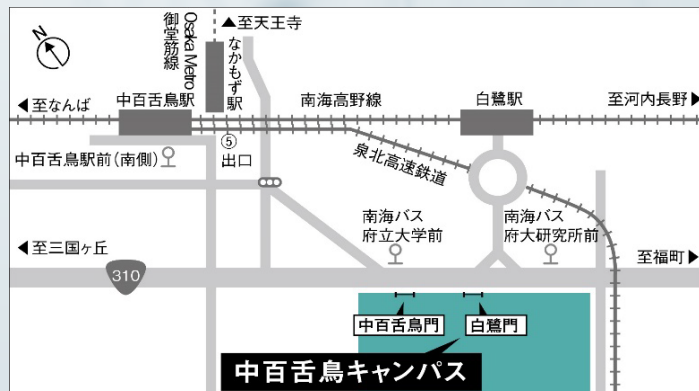 N
▲至天王寺
Osaka Metro
御堂筋線
なかもず駅
◀至なんば
中百舌鳥駅
南海高野線
白鷺駅
至河内長野▶
⑤
出口
中百舌鳥駅前(南側)
泉北高速鉄道
南海バス
府立大学前
南海バス
府大研究所前
◀至三国ヶ丘
至福町▶
310
中百舌鳥門
白鷺門
中百舌鳥キャンパス